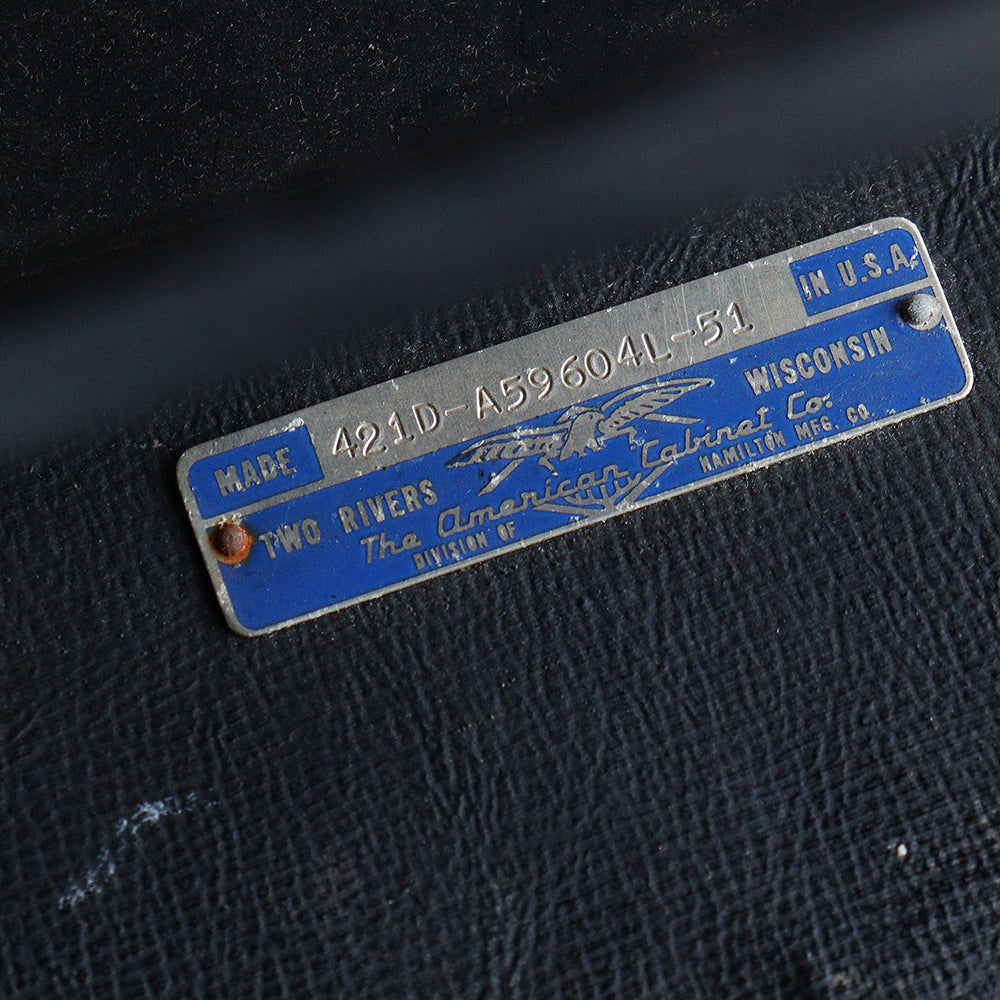 MADE 421D-A59604L-51 IN U.S.A.
TWO RIVERS WISCONSIN
The American Cabinet Co.
DIVISION OF HAMILTON MFG. CO.